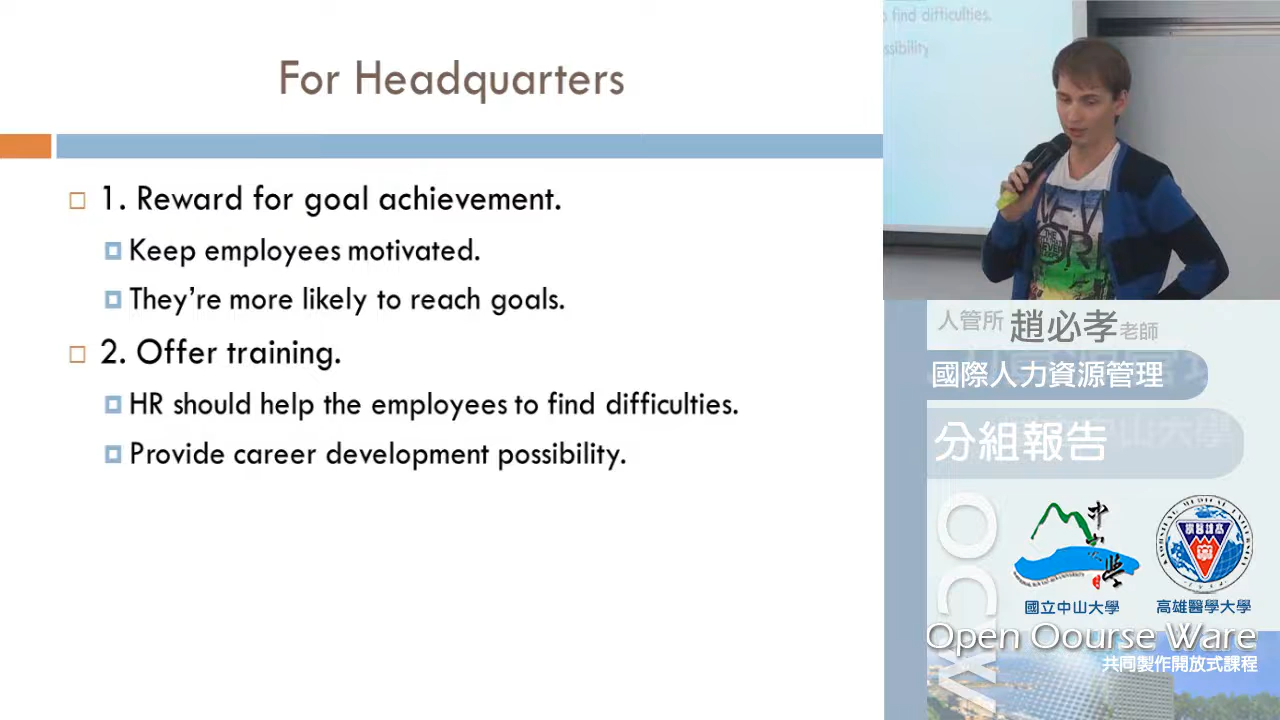 For Headquarters
1. Reward for goal achievement.
Keep employees motivated.
They're more likely to reach goals.
2. Offer training.
HR should help the employees to find difficulties.
Provide career development possibility.
to find difficulties.
possibility
人管所 趙必孝老師
國際人力資源管理
分組報告
OCW
國立中山大學
高雄醫學大學
Open Oourse Ware
共同製作開放式課程